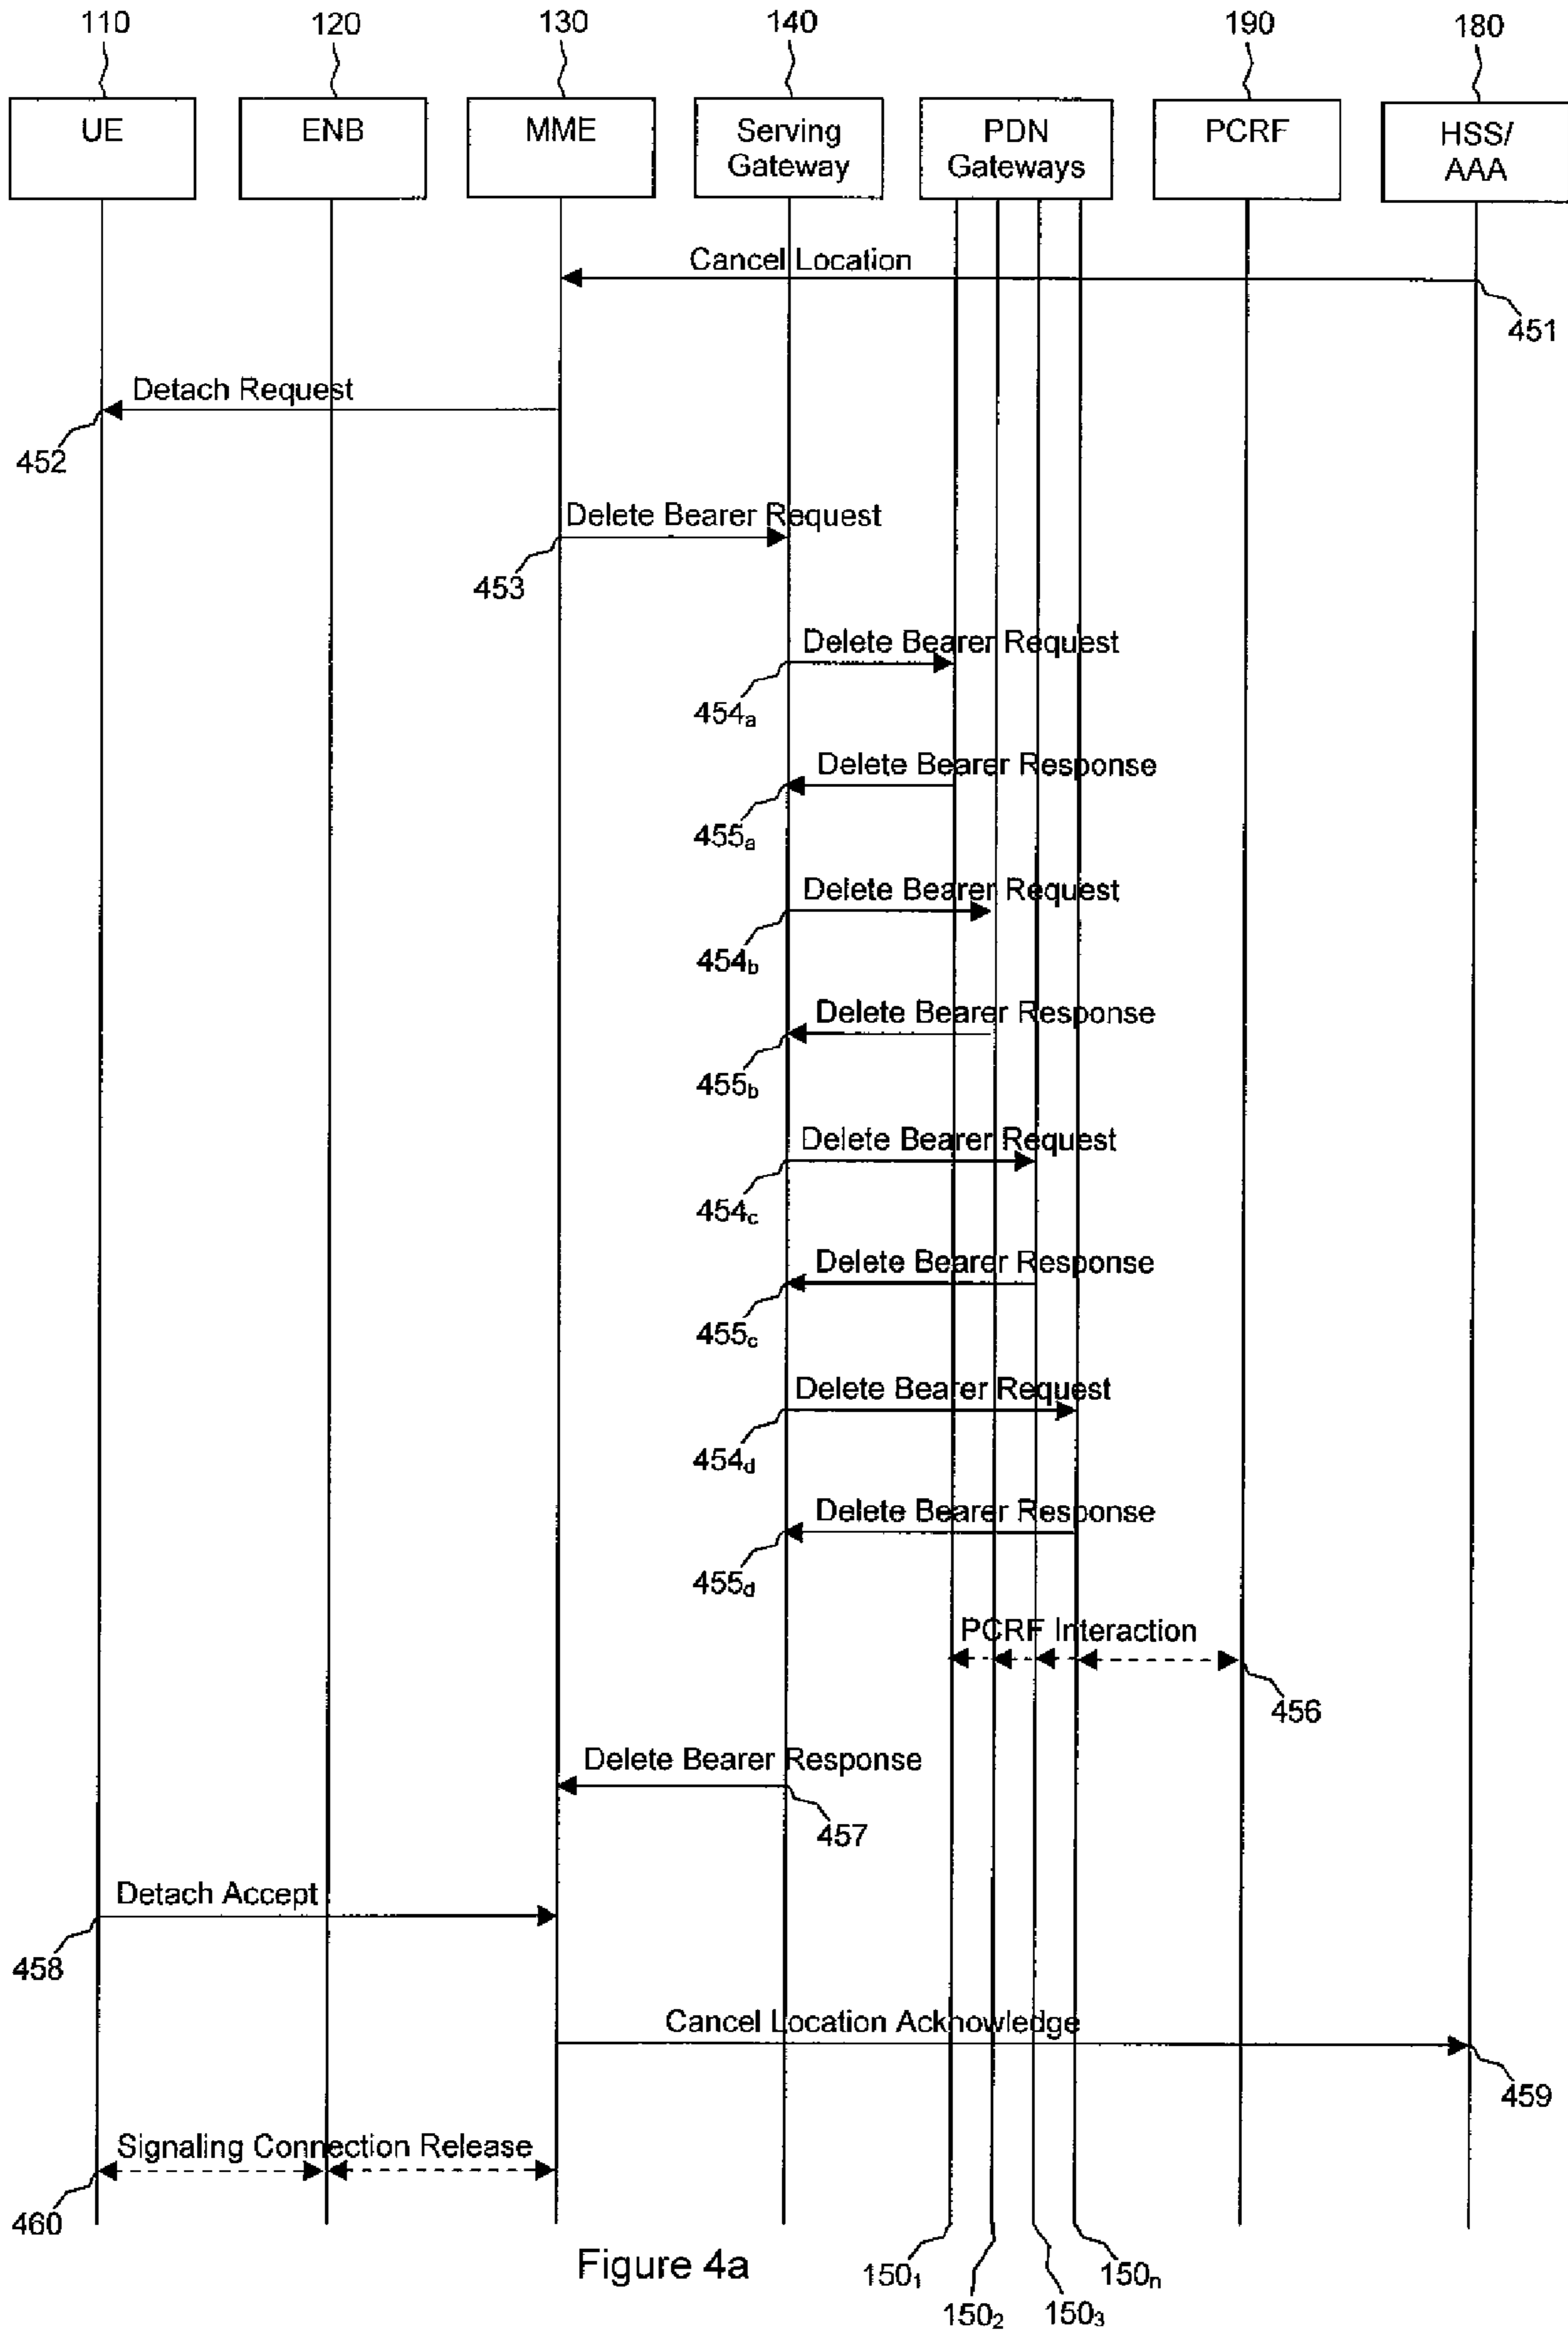 110
120
130
140
190
180
UE
ENB
MME
Serving
Gateway
PDN
Gateways
PCRF
HSS/
AAA
Cancel Location
451
Detach Request
452
Delete Bearer Request
453
Delete Bearer Request
454a
Delete Bearer Response
455a
Delete Bearer Request
454b
Delete Bearer Response
455b
Delete Bearer Request
454c
Delete Bearer Response
455c
Delete Bearer Request
454d
Delete Bearer Response
455d
PCRF Interaction
456
Delete Bearer Response
457
Detach Accept
458
Cancel Location Acknowledge
459
Signaling Connection Release
460
Figure 4a
150₁
150₂
150₃
150ₙ